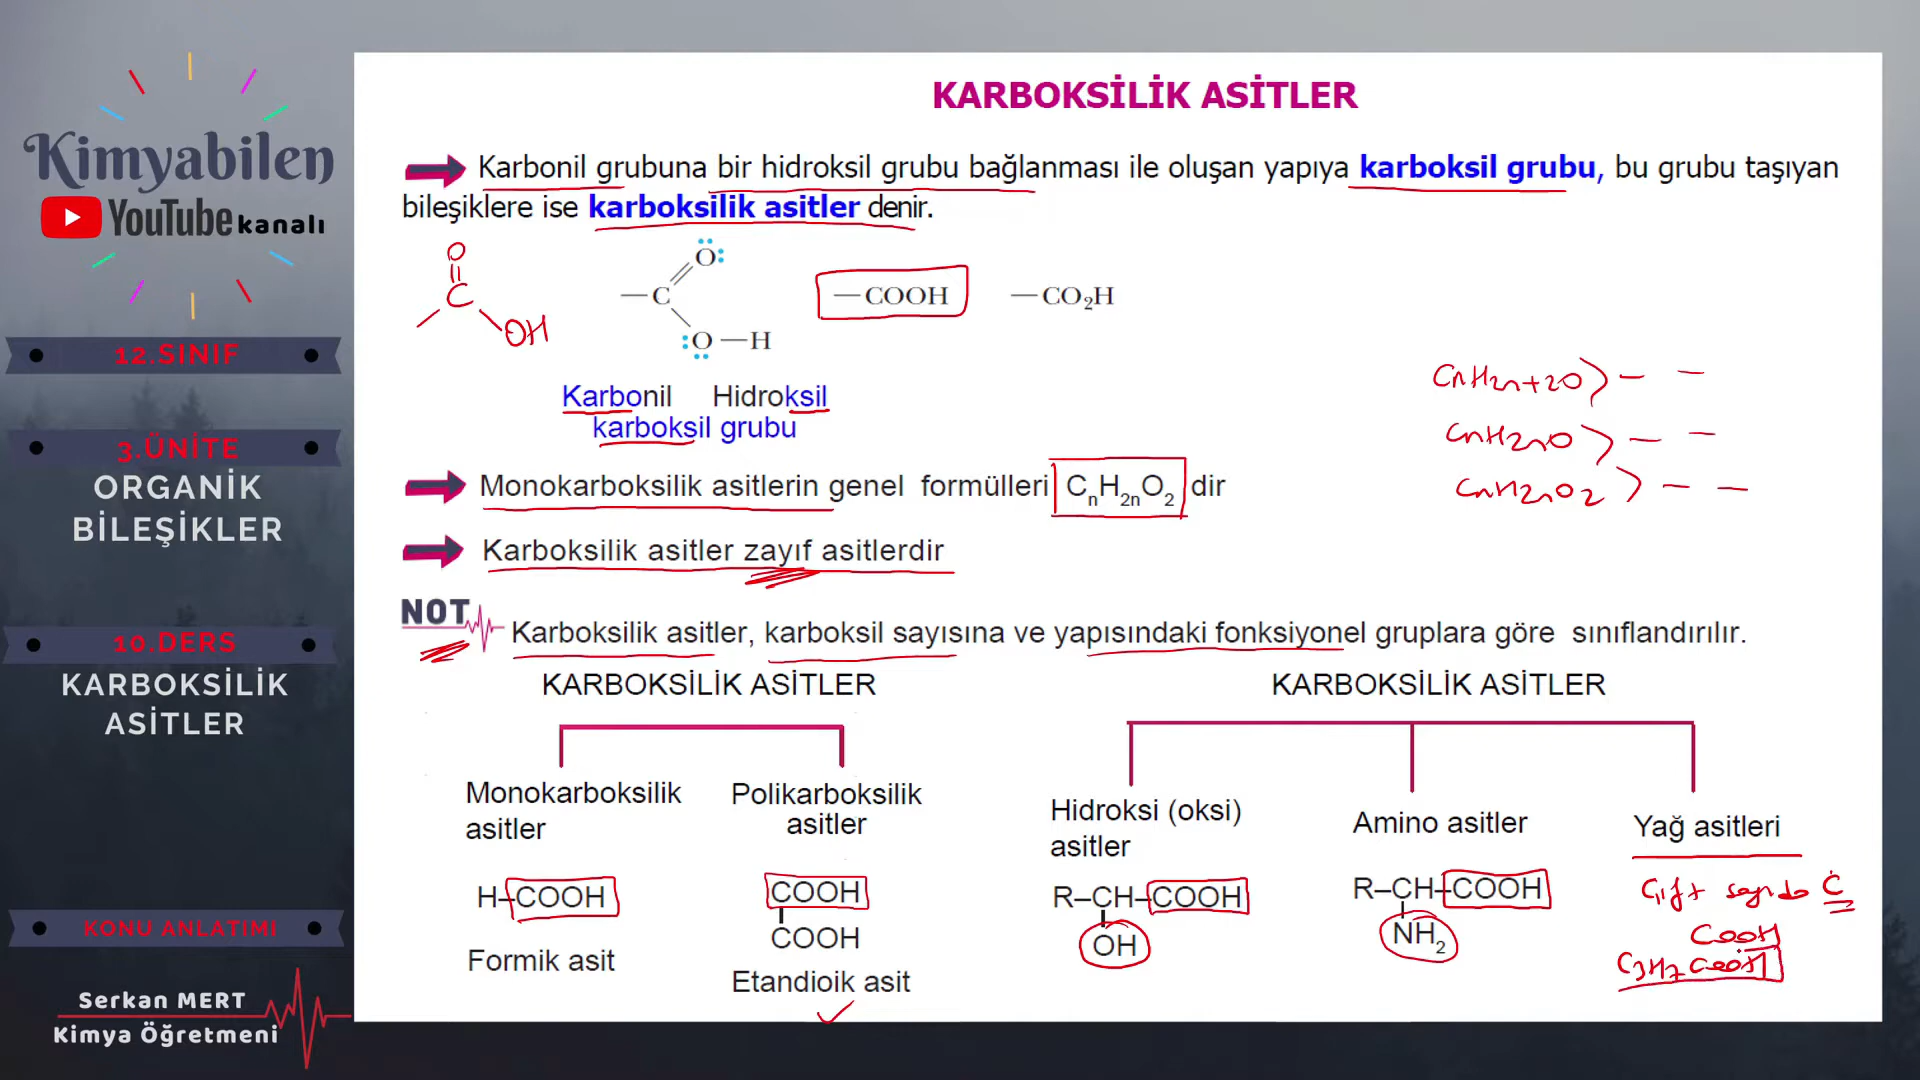 Kimyabilen
YouTube kanalı
12.SINIF
3.ÜNİTE
ORGANİK
BİLEŞİKLER
10.DERS
KARBOKSİLİK
ASİTLER
KONU ANLATIMI
Serkan MERT
Kimya Öğretmeni
KARBOKSİLİK ASİTLER
Karbonil grubuna bir hidroksil grubu bağlanması ile oluşan yapıya karboksil grubu, bu grubu taşıyan
bileşiklere ise karboksilik asitler denir.
O
C
OH
O
—C
O—H
—COOH
—CO₂H
Karbonil Hidroksil
karboksil grubu
CnH2n+2O
CnH2nO
CnH2nO2
Monokarboksilik asitlerin genel formülleri CₙH₂ₙO₂ dir
Karboksilik asitler zayıf asitlerdir
NOT Karboksilik asitler, karboksil sayısına ve yapısındaki fonksiyonel gruplara göre sınıflandırılır.
KARBOKSİLİK ASİTLER
Monokarboksilik
asitler
H–COOH
Formik asit
Polikarboksilik
asitler
COOH
COOH
Etandioik asit
KARBOKSİLİK ASİTLER
Hidroksi (oksi)
asitler
R–CH–COOH
OH
Amino asitler
R–CH–COOH
NH₂
Yağ asitleri
Çift sayıda C
COOH
C3H7COOH